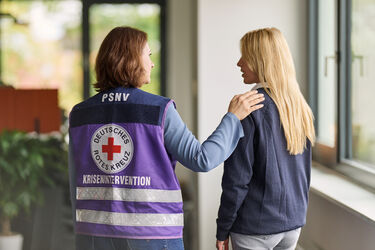 PSNV
DEUTSCHES
ROTES KREUZ
KRISENINTERVENTION